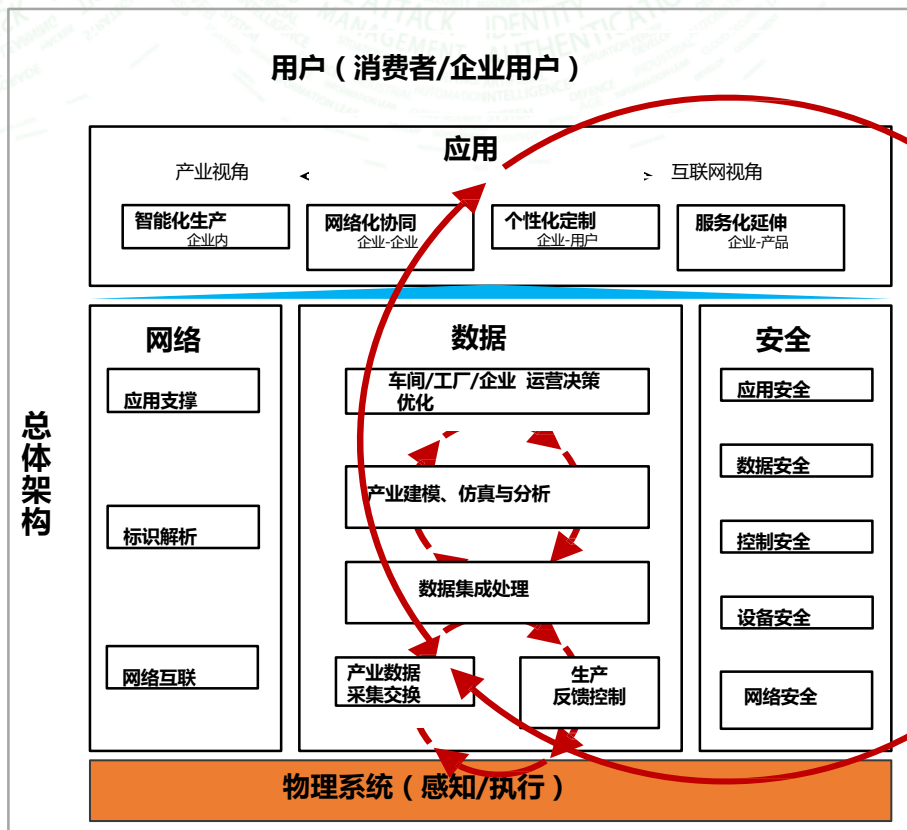 ATTACK IDENTITY
MANAGEMENT AUTHENTICATION
INTELLIGENCE
用户（消费者/企业用户）
应用
产业视角
互联网视角
智能化生产
企业内
网络化协同
企业-企业
个性化定制
企业-用户
服务化延伸
企业-产品
总体架构
网络
应用支撑
标识解析
网络互联
数据
车间/工厂/企业 运营决策
优化
产业建模、仿真与分析
数据集成处理
产业数据
采集交换
生产
反馈控制
安全
应用安全
数据安全
控制安全
设备安全
网络安全
物理系统（感知/执行）